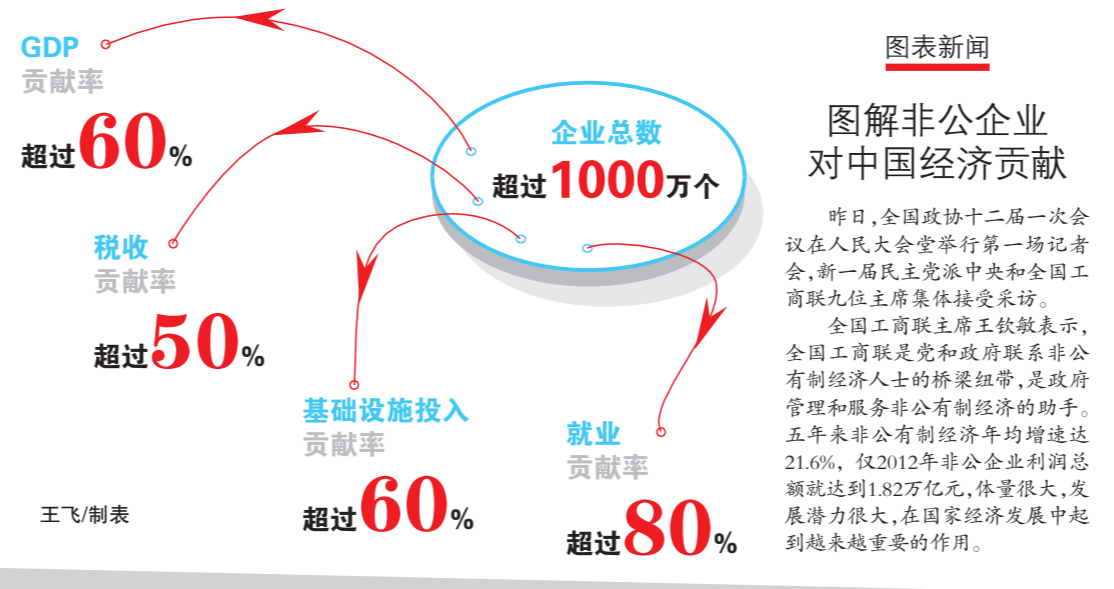 GDP
贡献率
超过60%
税收
贡献率
超过50%
基础设施投入
贡献率
超过60%
就业
贡献率
超过80%
企业总数
超过1000万个
王飞/制表
图表新闻
图解非公企业
对中国经济贡献
昨日,全国政协十二届一次会
议在人民大会堂举行第一场记者
会,新一届民主党派中央和全国工
商联九位主席集体接受采访。
全国工商联主席王钦敏表示,
全国工商联是党和政府联系非公
有制经济人士的桥梁纽带,是政府
管理和服务非公有制经济的助手。
五年来非公有制经济年均增速达
21.6%, 仅2012年非公企业利润总
额就达到1.82万亿元,体量很大,发
展潜力很大,在国家经济发展中起
到越来越重要的作用。